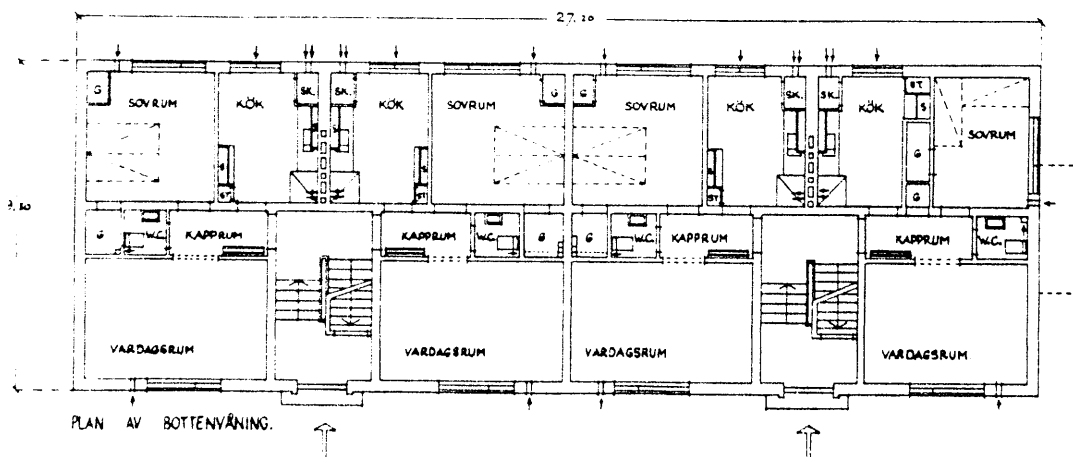 27.20
G SOVRUM KÖK SK. SK. KÖK SOVRUM G G SOVRUM KÖK SK. SK. KÖK ST. S SOVRUM
S S S G
ST ST ST G
G W.C. KAPPRUM KAPPRUM W.C. G G W.C. KAPPRUM KAPPRUM W.C.
VARDAGSRUM VARDAGSRUM VARDAGSRUM VARDAGSRUM
PLAN AV BOTTENVÅNING.